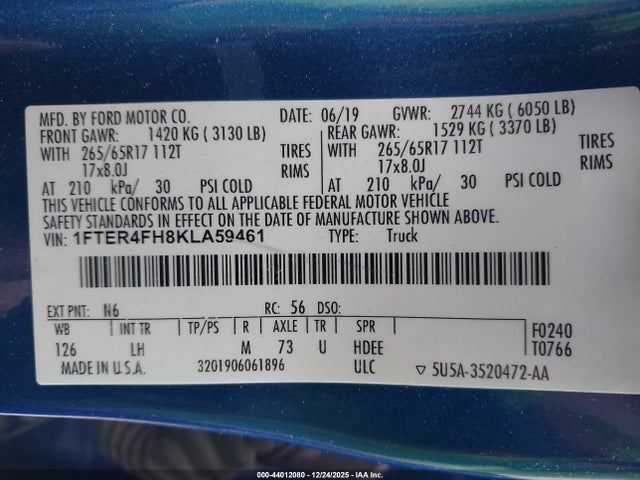 MFD. BY FORD MOTOR CO. DATE: 06/19 GVWR: 2744 KG ( 6050 LB)
FRONT GAWR: 1420 KG ( 3130 LB) REAR GAWR: 1529 KG ( 3370 LB)
WITH 265/65R17 112T TIRES WITH 265/65R17 112T TIRES
17x8.0J RIMS 17x8.0J RIMS
AT 210 kPa/ 30 PSI COLD AT 210 kPa/ 30 PSI COLD
THIS VEHICLE CONFORMS TO ALL APPLICABLE FEDERAL MOTOR VEHICLE
SAFETY STANDARDS IN EFFECT ON THE DATE OF MANUFACTURE SHOWN ABOVE.
VIN: 1FTER4FH8KLA59461 TYPE: Truck
EXT PNT: N6 RC: 56 DSO:
WB INT TR TP/PS R AXLE TR SPR F0240
126 LH M 73 U HDEE T0766
MADE IN U.S.A. 3201906061896 ULC ▽ 5U5A-3520472-AA
000-44012080 - 12/24/2025 - IAA Inc.